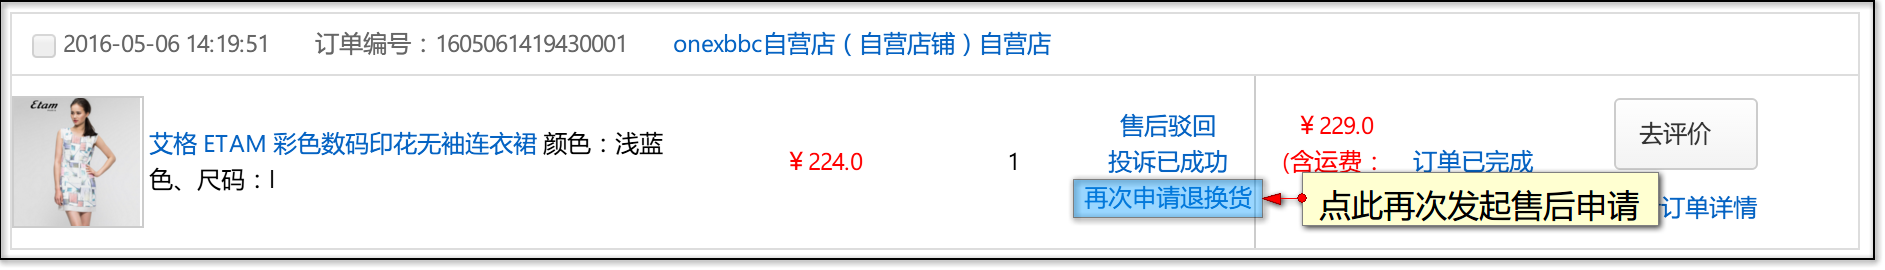 2016-05-06 14:19:51 订单编号：1605061419430001 onexbbc自营店（自营店铺）自营店
Etam
艾格 ETAM 彩色数码印花无袖连衣裙 颜色：浅蓝
色、尺码：l
¥224.0
1
售后驳回
投诉已成功
再次申请退换货
¥229.0
(含运费：
订单已完成
点此再次发起售后申请
去评价
订单详情